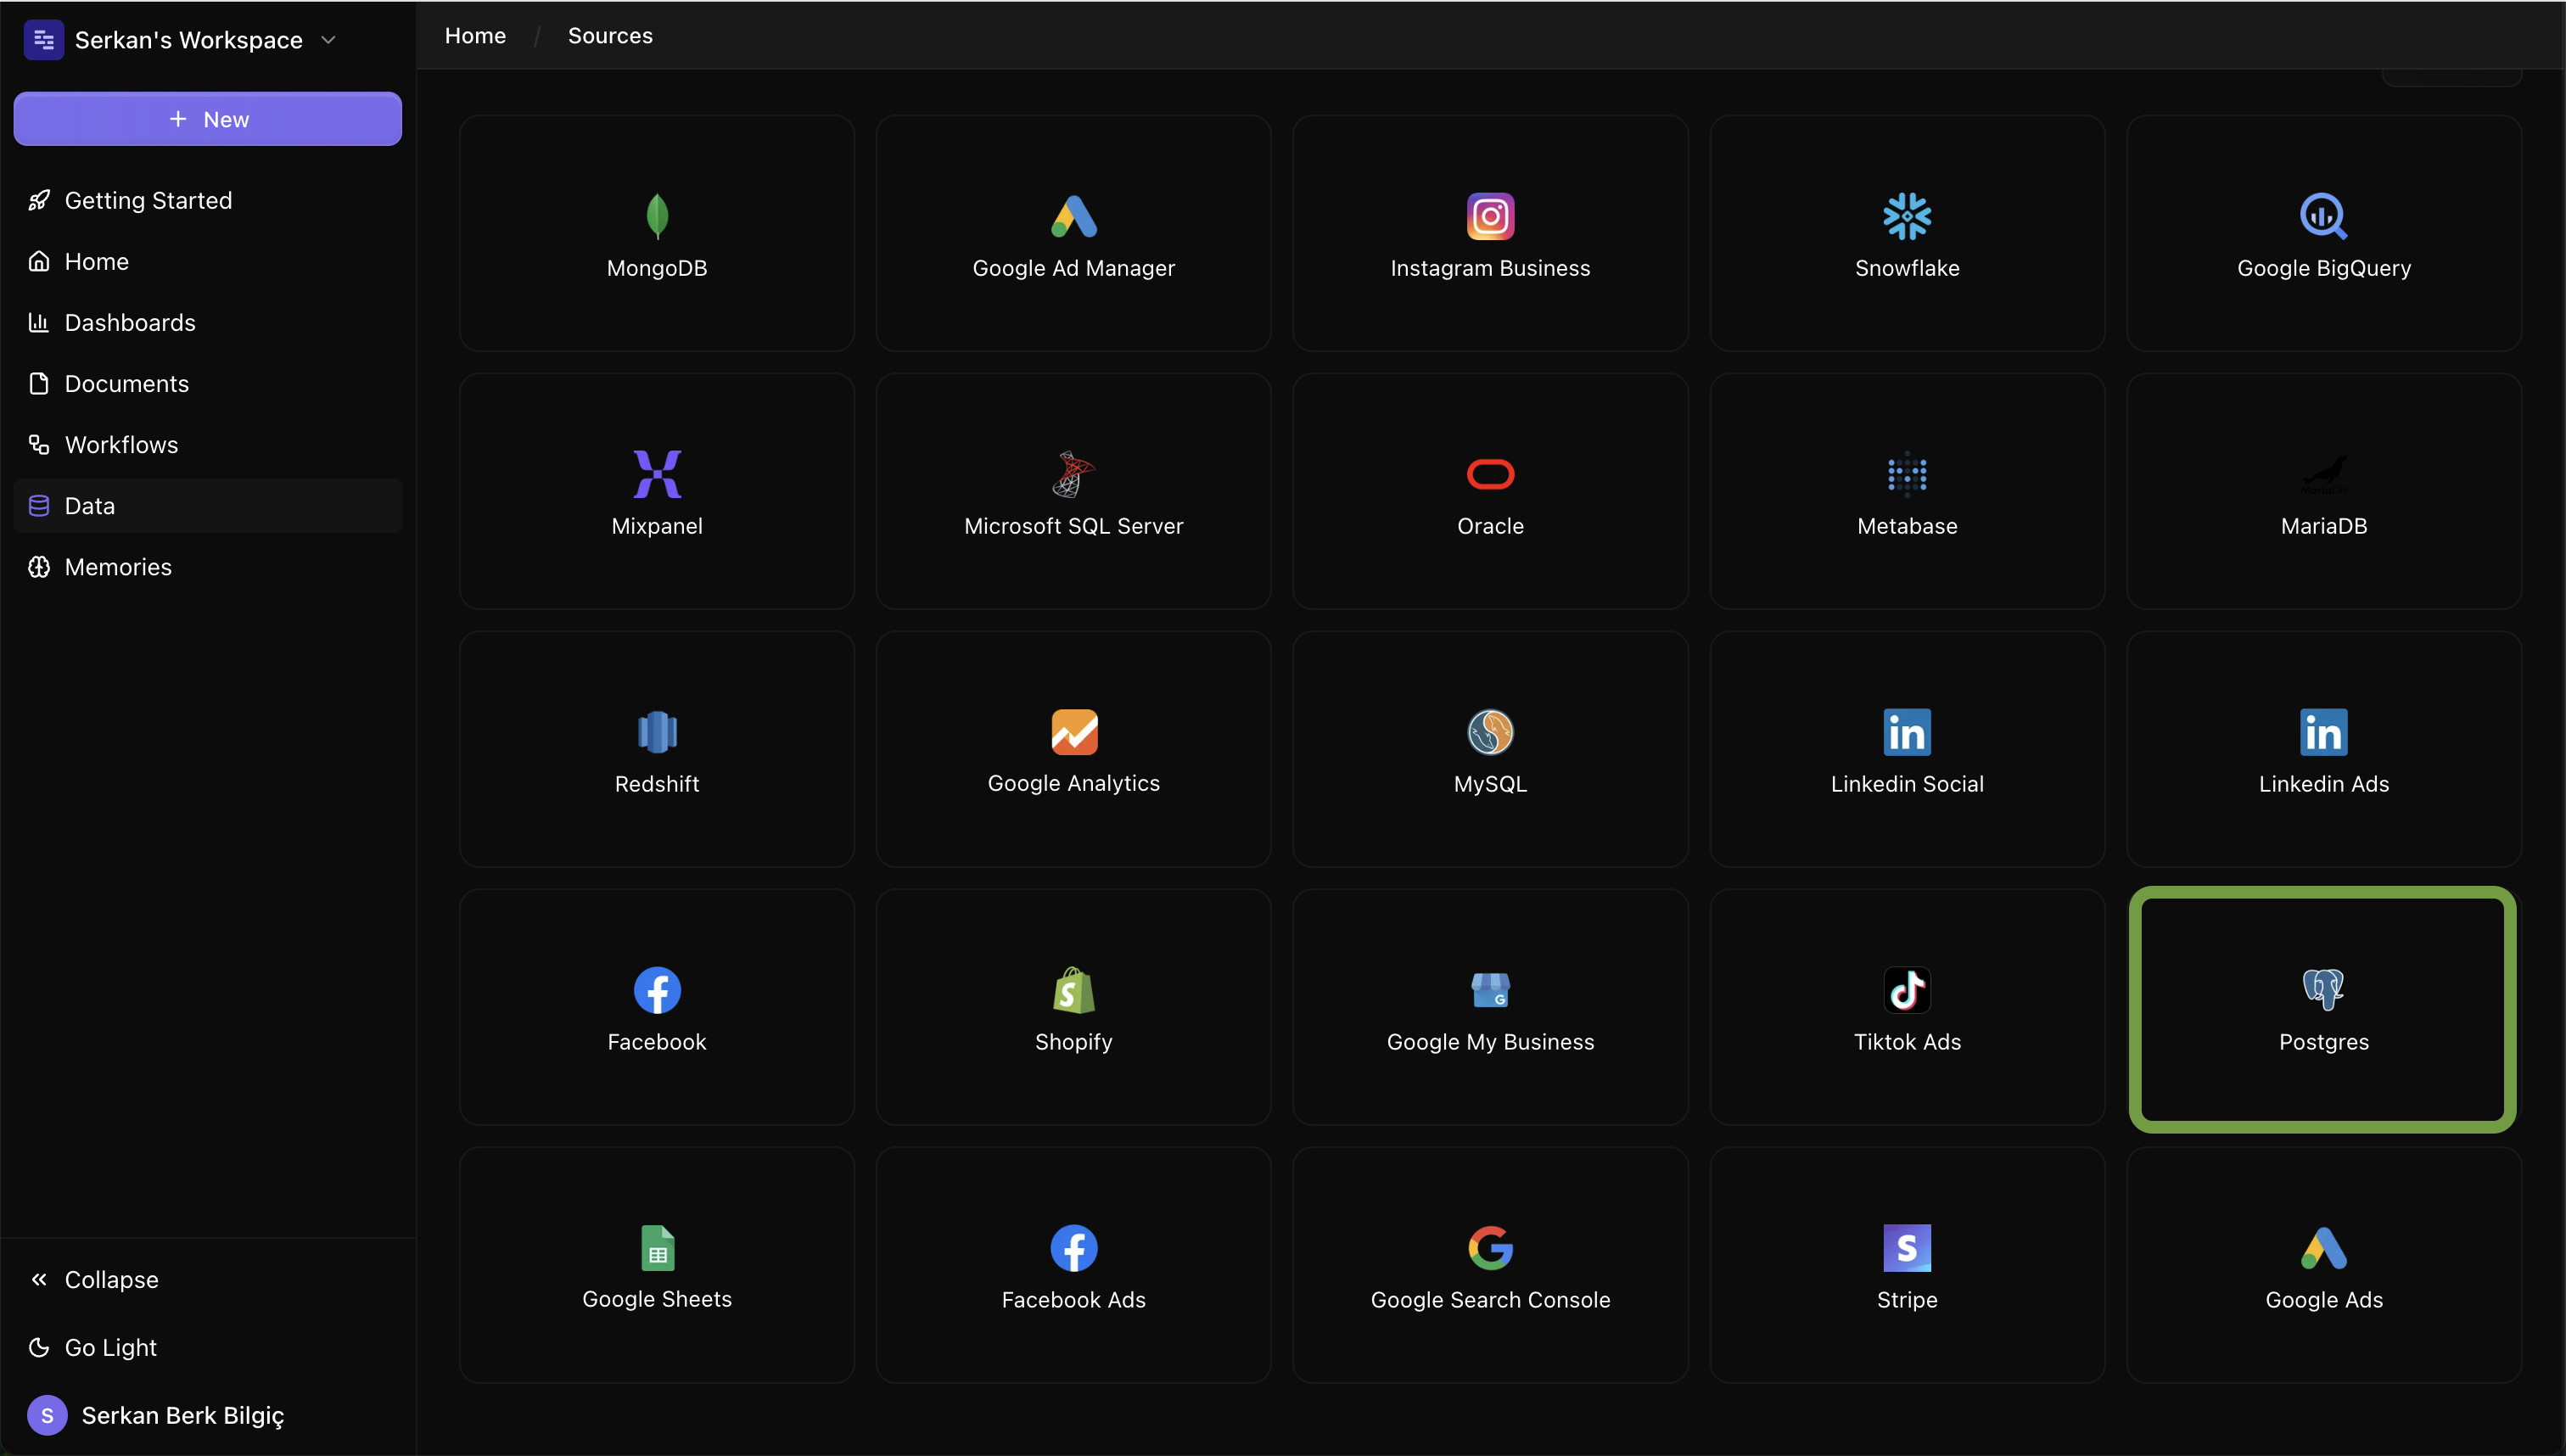 Serkan's Workspace
Home / Sources
+ New
Getting Started
Home
Dashboards
Documents
Workflows
Data
Memories
MongoDB
Google Ad Manager
Instagram Business
Snowflake
Google BigQuery
Mixpanel
Microsoft SQL Server
Oracle
Metabase
MariaDB
Redshift
Google Analytics
MySQL
Linkedin Social
Linkedin Ads
Facebook
Shopify
Google My Business
Tiktok Ads
Postgres
Google Sheets
Facebook Ads
Google Search Console
Stripe
Google Ads
Collapse
Go Light
S Serkan Berk Bilgiç